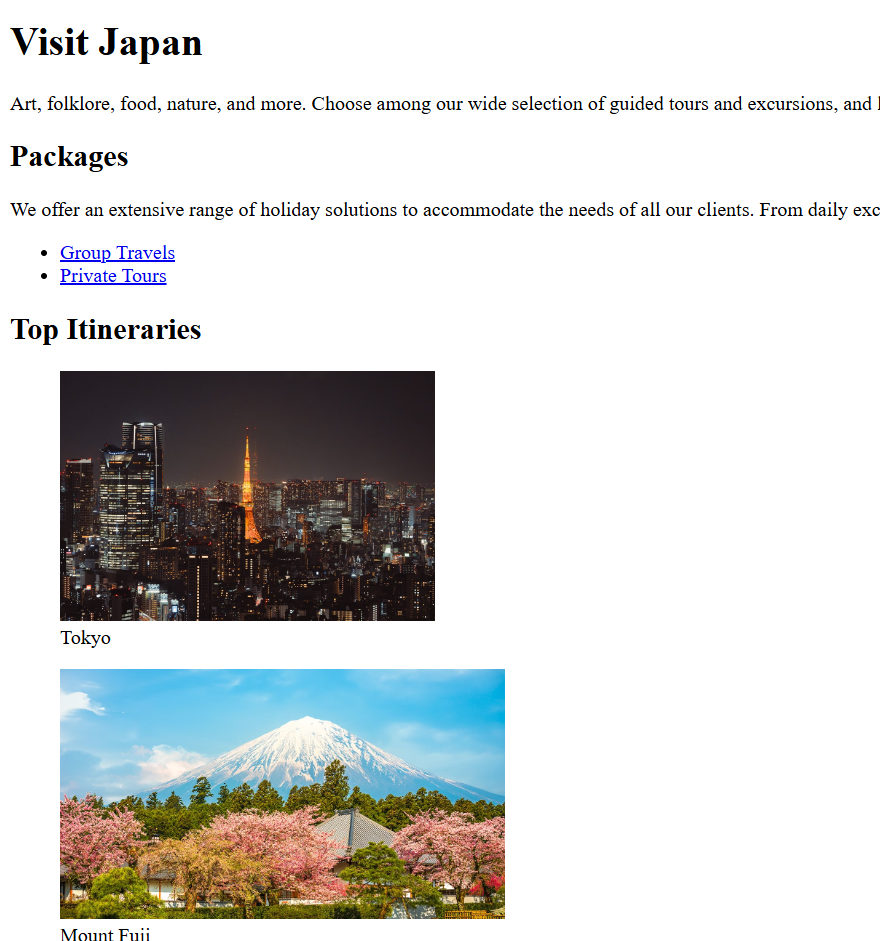 Visit Japan
Art, folklore, food, nature, and more. Choose among our wide selection of guided tours and excursions, and
Packages
We offer an extensive range of holiday solutions to accommodate the needs of all our clients. From daily exc
Group Travels
Private Tours
Top Itineraries
Tokyo
Mount Fuji